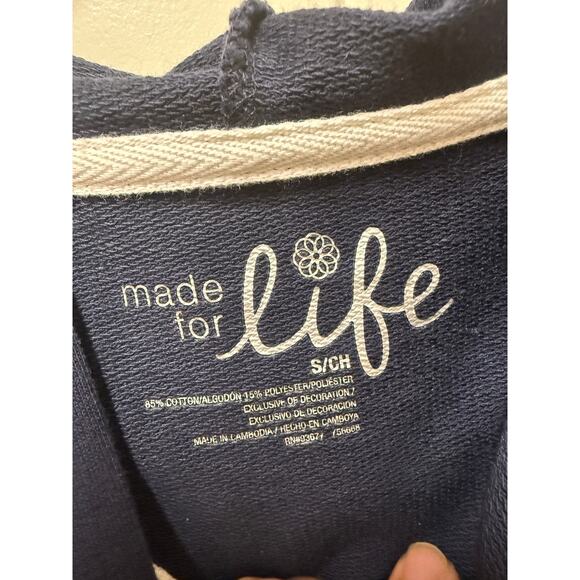 made
for life
S/CH
85% COTTON/ALGODÓN 15% POLYESTER/POLIÉSTER
EXCLUSIVE OF DECORATION /
EXCLUSIVO DE DECORACIÓN
MADE IN CAMBODIA / HECHO EN CAMBOYA